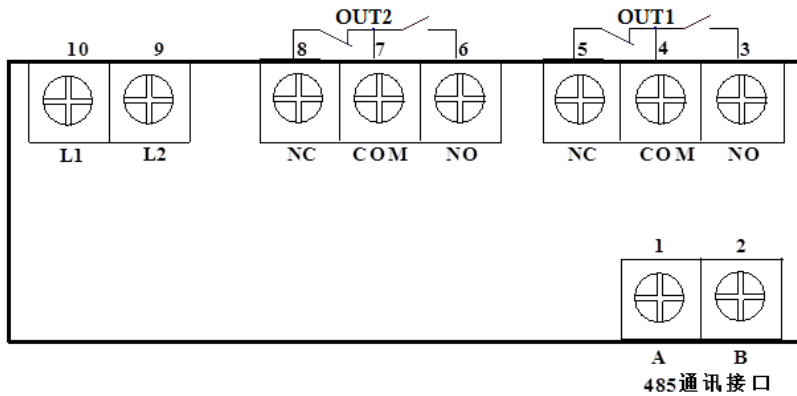 OUT2 OUT1
10 9 8 7 6 5 4 3
L1 L2 NC COM NO NC COM NO
1 2
A B
485通讯接口